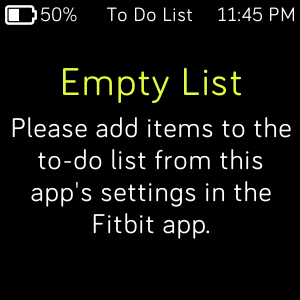 50% To Do List 11:45 PM
Empty List
Please add items to the
to-do list from this
app's settings in the
Fitbit app.